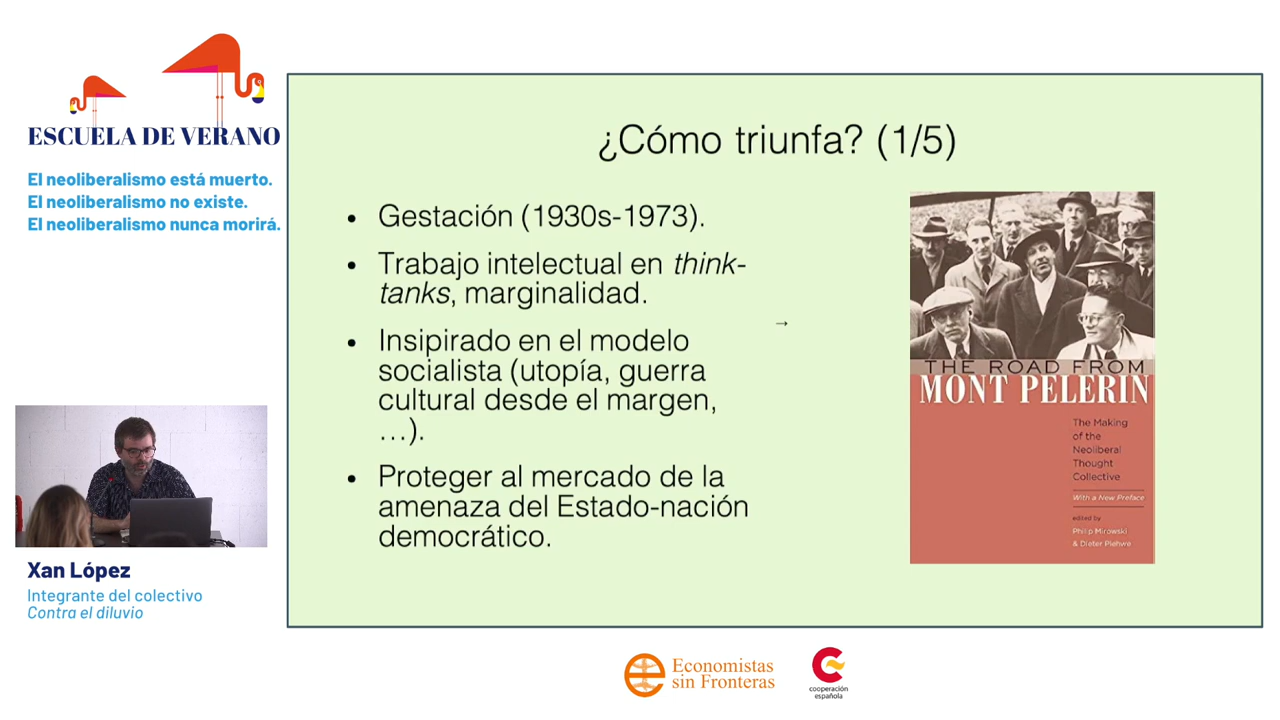 ESCUELA DE VERANO
El neoliberalismo está muerto.
El neoliberalismo no existe.
El neoliberalismo nunca morirá.
¿Cómo triunfa? (1/5)
• Gestación (1930s-1973).
• Trabajo intelectual en think-
tanks, marginalidad.
• Insipirado en el modelo
socialista (utopía, guerra
cultural desde el margen,
…).
• Proteger al mercado de la
amenaza del Estado-nación
democrático.
→
THE ROAD FROM
MONT PELERIN
The Making
of the
Neoliberal
Thought
Collective
With a New Preface
edited by
Philip Mirowski
& Dieter Plehwe
Xan López
Integrante del colectivo
Contra el diluvio
Economistas
sin Fronteras
cooperación
española